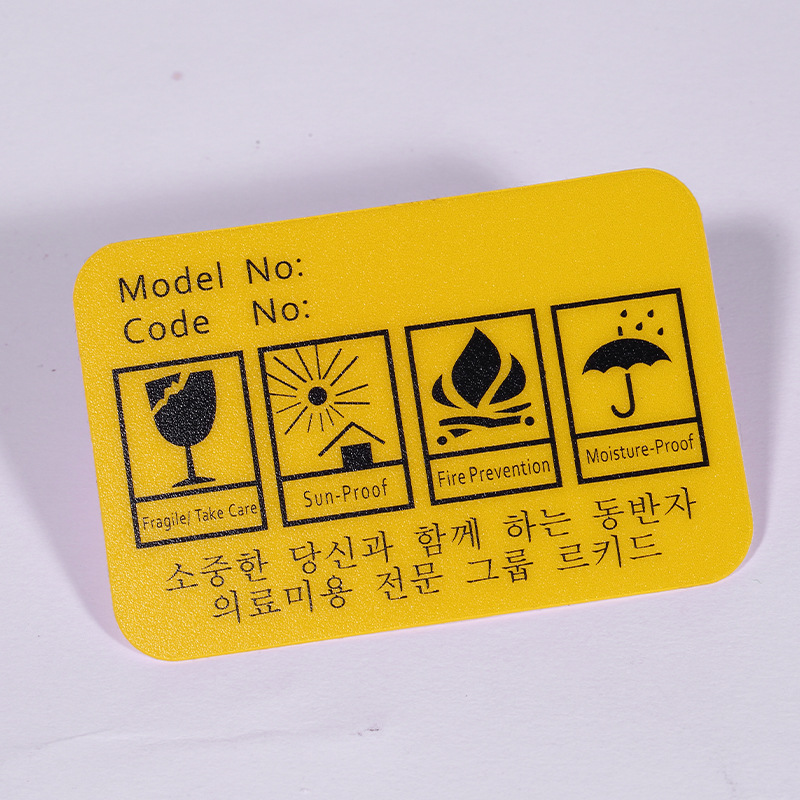 Model No:
Code No:
Fragile/ Take Care
Sun-Proof
Fire Prevention
Moisture-Proof
소중한 당신과 함께 하는 동반자
의료미용 전문 그룹 르키드